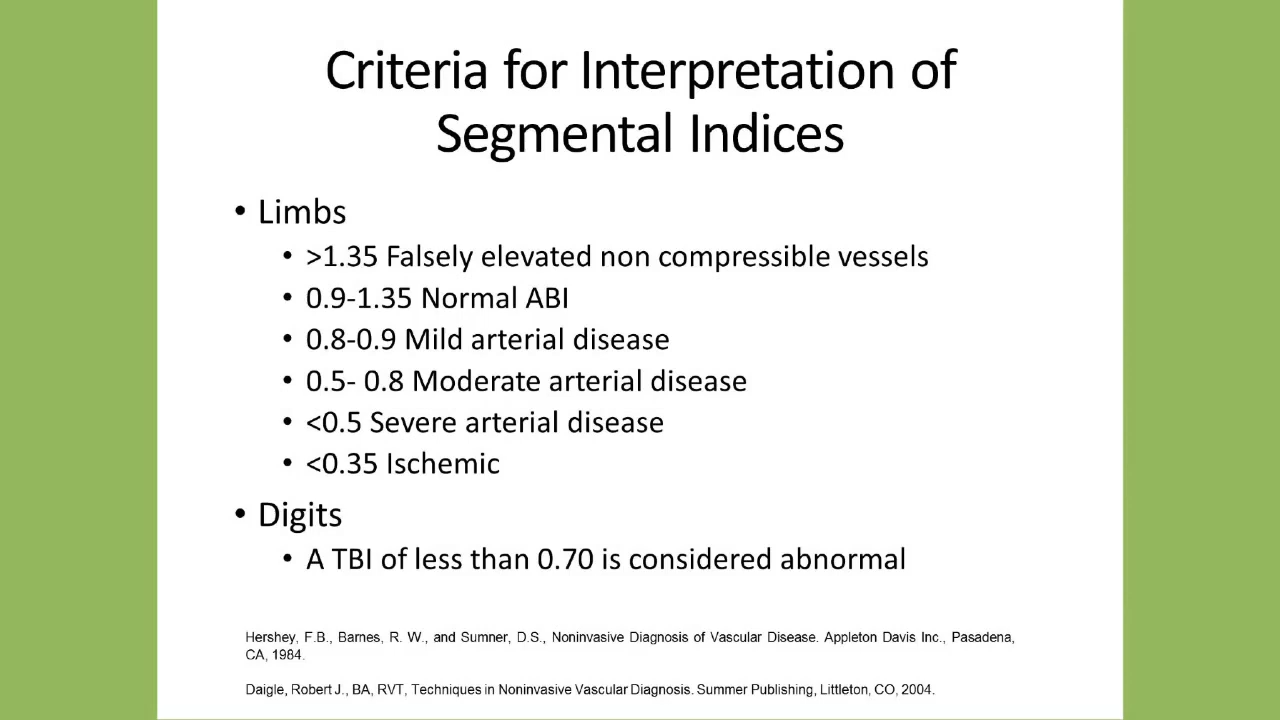 Criteria for Interpretation of
Segmental Indices
• Limbs
• >1.35 Falsely elevated non compressible vessels
• 0.9-1.35 Normal ABI
• 0.8-0.9 Mild arterial disease
• 0.5- 0.8 Moderate arterial disease
• <0.5 Severe arterial disease
• <0.35 Ischemic
• Digits
• A TBI of less than 0.70 is considered abnormal
Hershey, F.B., Barnes, R. W., and Sumner, D.S., Noninvasive Diagnosis of Vascular Disease. Appleton Davis Inc., Pasadena,
CA, 1984.
Daigle, Robert J., BA, RVT, Techniques in Noninvasive Vascular Diagnosis. Summer Publishing, Littleton, CO, 2004.